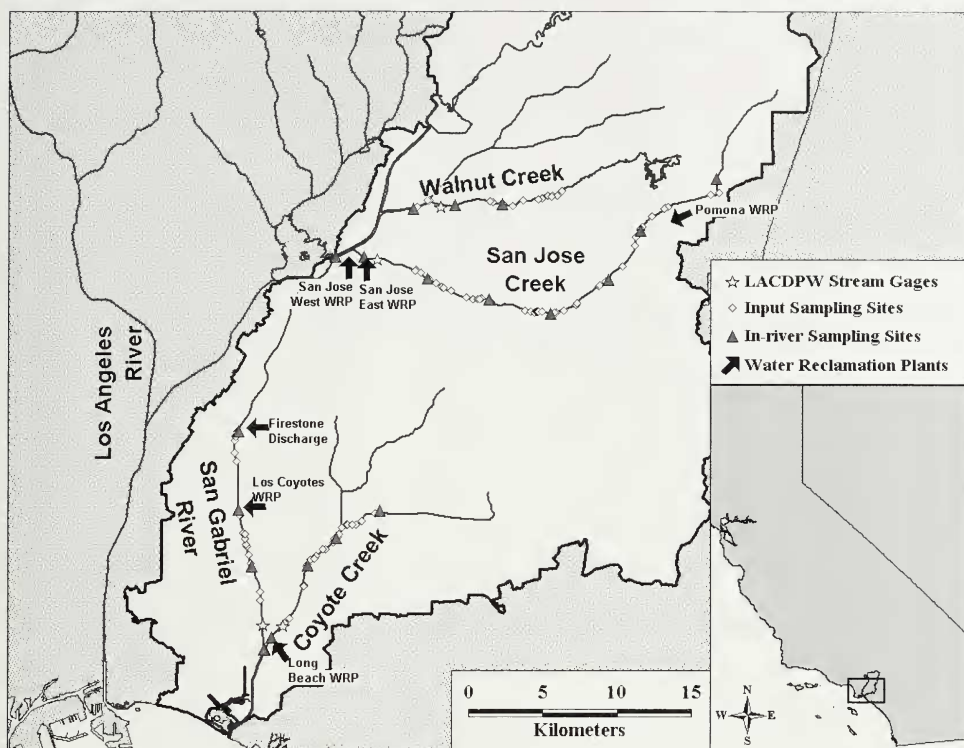 Walnut Creek
Pomona WRP
San Jose
Creek
San Jose
West WRP
San Jose
East WRP
Los Angeles
River
Firestone
Discharge
Los Coyotes
WRP
San Gabriel
River
Coyote Creek
Long
Beach WRP
LACDPW Stream Gages
Input Sampling Sites
In-river Sampling Sites
Water Reclamation Plants
0 5 10 15
Kilometers
N
W E
S